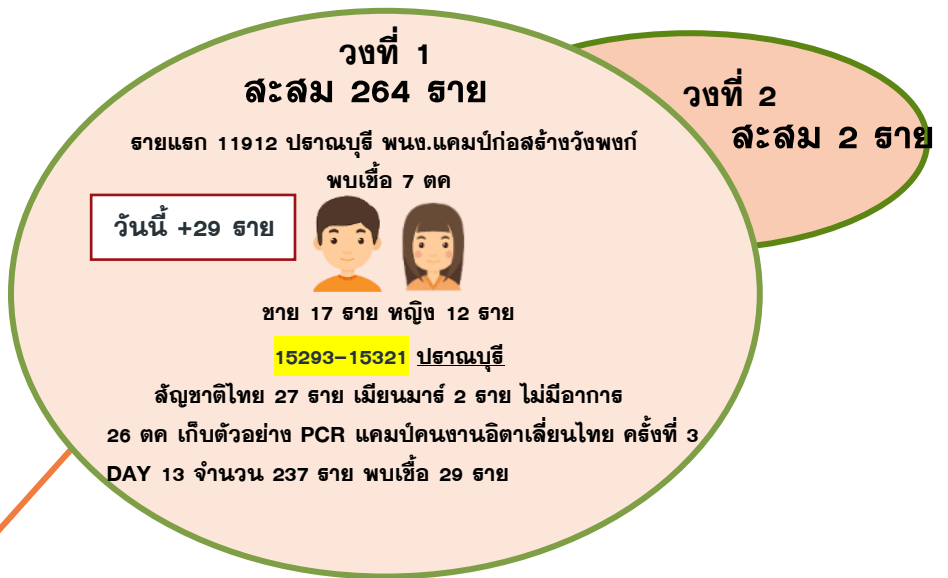 วงที่ 1
สะสม 264 ราย
รายแรก 11912 ปราณบุรี พนง.แคมป์ก่อสร้างวังพงก์
พบเชื้อ 7 ตค
วันนี้ +29 ราย
ชาย 17 ราย หญิง 12 ราย
15293-15321 ปราณบุรี
สัญชาติไทย 27 ราย เมียนมาร์ 2 ราย ไม่มีอาการ
26 ตค เก็บตัวอย่าง PCR แคมป์คนงานอิตาเลี่ยนไทย ครั้งที่ 3
DAY 13 จำนวน 237 ราย พบเชื้อ 29 ราย
วงที่ 2
สะสม 2 ราย